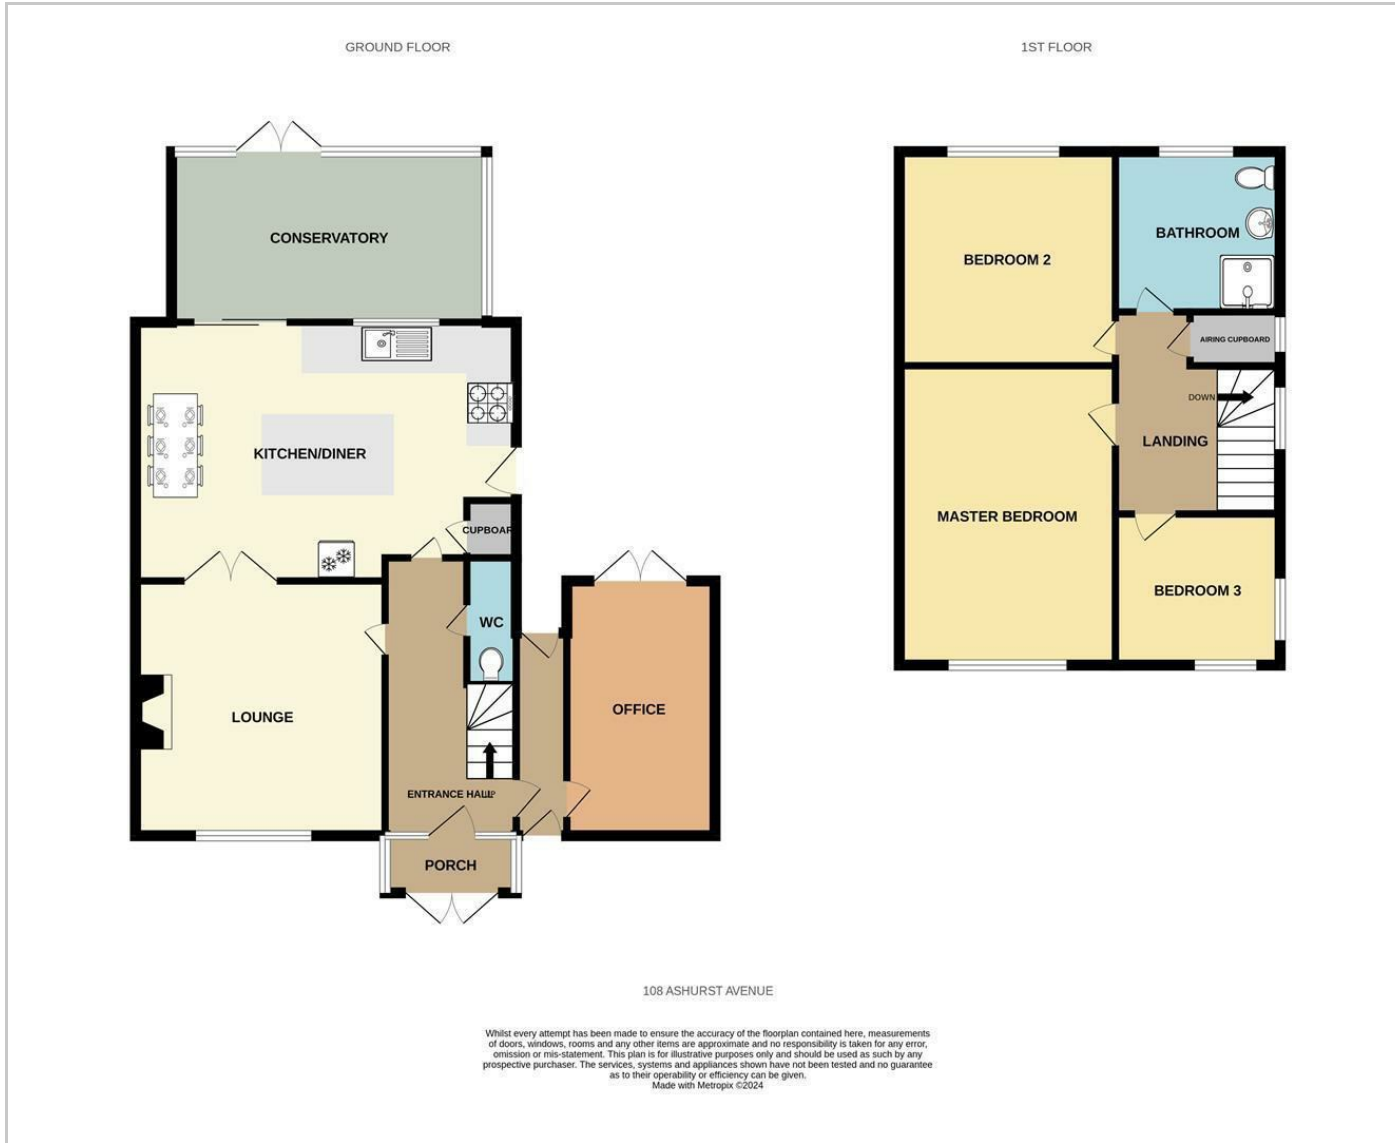 GROUND FLOOR
1ST FLOOR
CONSERVATORY
KITCHEN/DINER
CUPBOAR
WC
LOUNGE
OFFICE
ENTRANCE HALL
PORCH
BEDROOM 2
BATHROOM
AIRING CUPBOARD
DOWN
LANDING
MASTER BEDROOM
BEDROOM 3
108 ASHURST AVENUE
Whilst every attempt has been made to ensure the accuracy of the floorplan contained here, measurements
of doors, windows, rooms and any other items are approximate and no responsibility is taken for any error,
omission or mis-statement. This plan is for illustrative purposes only and should be used as such by any
prospective purchaser. The services, systems and appliances shown have not been tested and no guarantee
as to their operability or efficiency can be given.
Made with Metropix ©2024